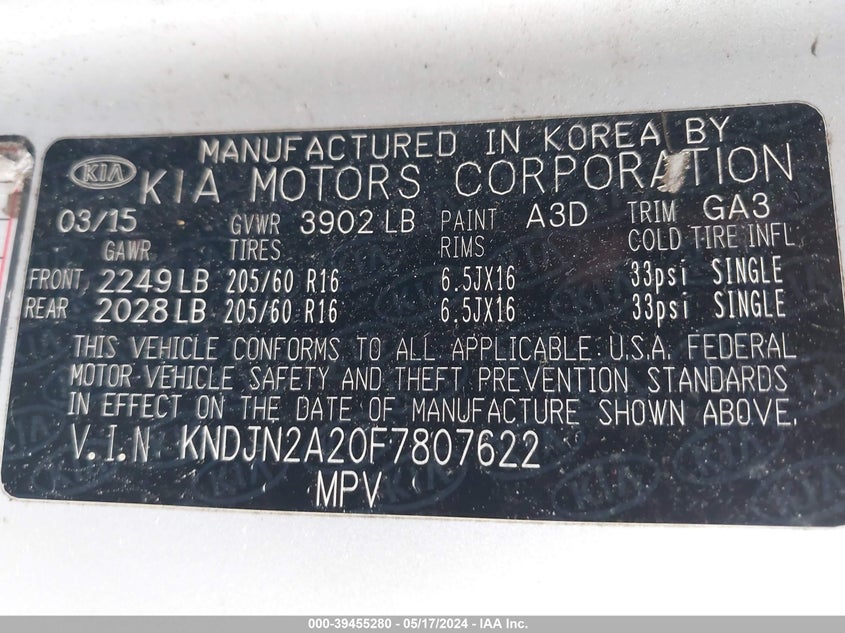 MANUFACTURED IN KOREA BY
KIA KIA MOTORS CORPORATION
03/15 GVWR 3902 LB PAINT A3D TRIM GA3
GAWR TIRES RIMS COLD TIRE INFL
FRONT 2249 LB 205/60 R16 6.5JX16 33psi SINGLE
REAR 2028 LB 205/60 R16 6.5JX16 33psi SINGLE
THIS VEHICLE CONFORMS TO ALL APPLICABLE U.S.A. FEDERAL
MOTOR-VEHICLE SAFETY AND THEFT PREVENTION STANDARDS
IN EFFECT ON THE DATE OF MANUFACTURE SHOWN ABOVE.
V.I.N KNDJN2A20F7807622
MPV
000-39455280 - 05/17/2024 - IAA Inc.